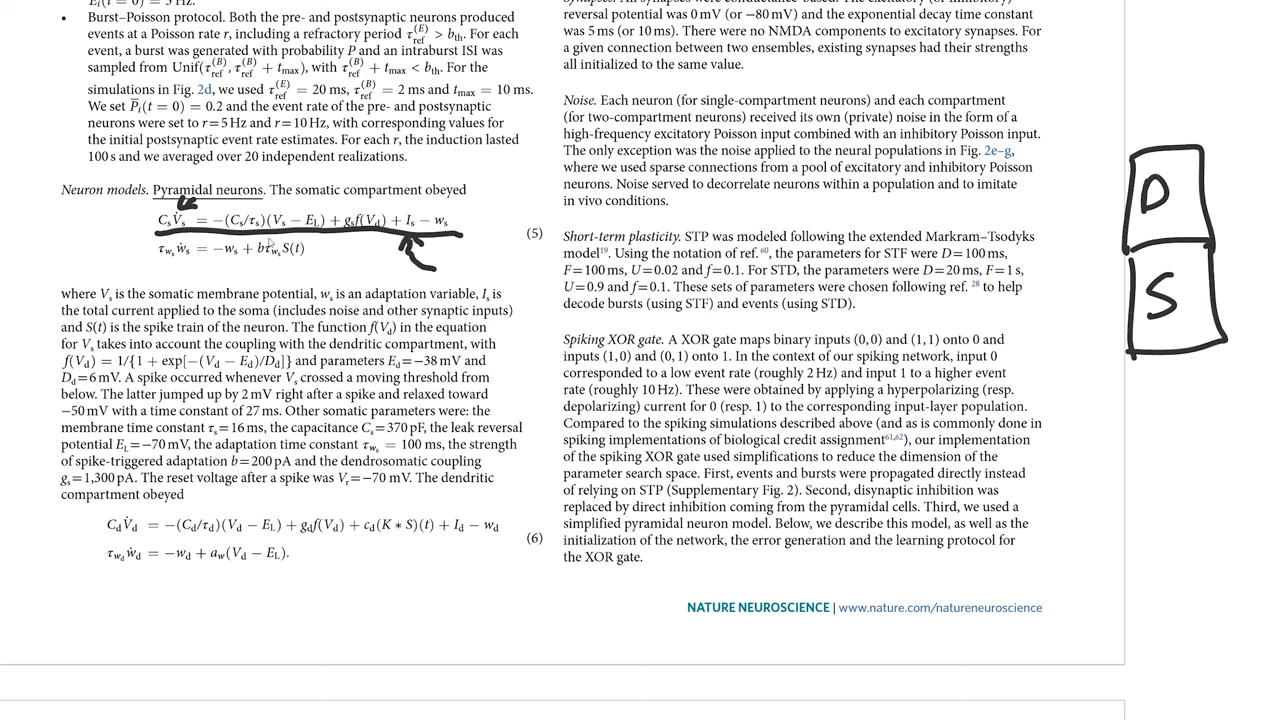 • Burst–Poisson protocol. Both the pre- and postsynaptic neurons produced
events at a Poisson rate r, including a refractory period τ_ref^(E) > b_th. For each
event, a burst was generated with probability P and an intraburst ISI was
sampled from Unif(τ_ref^(B), τ_ref^(B) + t_max), with τ_ref^(B) + t_max < b_th. For the
simulations in Fig. 2d, we used τ_ref^(E) = 20 ms, τ_ref^(B) = 2 ms and t_max = 10 ms.
We set P̅_i(t = 0) = 0.2 and the event rate of the pre- and postsynaptic
neurons were set to r = 5 Hz and r = 10 Hz, with corresponding values for
the initial postsynaptic event rate estimates. For each r, the induction lasted
100 s and we averaged over 20 independent realizations.
Neuron models. Pyramidal neurons. The somatic compartment obeyed
C_s V̇_s = −(C_s/τ_s)(V_s − E_L) + g_s f(V_d) + I_s − w_s
τ_w_s ẇ_s = −w_s + bτ_w_s S(t)
(5)
where V_s is the somatic membrane potential, w_s is an adaptation variable, I_s is
the total current applied to the soma (includes noise and other synaptic inputs)
and S(t) is the spike train of the neuron. The function f(V_d) in the equation
for V_s takes into account the coupling with the dendritic compartment, with
f(V_d) = 1/{1 + exp[−(V_d − E_d)/D_d]} and parameters E_d = −38 mV and
D_d = 6 mV. A spike occurred whenever V_s crossed a moving threshold from
below. The latter jumped up by 2 mV right after a spike and relaxed toward
−50 mV with a time constant of 27 ms. Other somatic parameters were: the
membrane time constant τ_s = 16 ms, the capacitance C_s = 370 pF, the leak reversal
potential E_L = −70 mV, the adaptation time constant τ_w_s = 100 ms, the strength
of spike-triggered adaptation b = 200 pA and the dendrosomatic coupling
g_s = 1,300 pA. The reset voltage after a spike was V_r = −70 mV. The dendritic
compartment obeyed
C_d V̇_d = −(C_d/τ_d)(V_d − E_L) + g_d f(V_d) + c_d(K ∗ S)(t) + I_d − w_d
τ_w_d ẇ_d = −w_d + a_w(V_d − E_L).
(6)
reversal potential was 0 mV (or −80 mV) and the exponential decay time constant
was 5 ms (or 10 ms). There were no NMDA components to excitatory synapses. For
a given connection between two ensembles, existing synapses had their strengths
all initialized to the same value.
Noise. Each neuron (for single-compartment neurons) and each compartment
(for two-compartment neurons) received its own (private) noise in the form of a
high-frequency excitatory Poisson input combined with an inhibitory Poisson input.
The only exception was the noise applied to the neural populations in Fig. 2e–g,
where we used sparse connections from a pool of excitatory and inhibitory Poisson
neurons. Noise served to decorrelate neurons within a population and to imitate
in vivo conditions.
Short-term plasticity. STP was modeled following the extended Markram–Tsodyks
model19. Using the notation of ref. 60, the parameters for STF were D = 100 ms,
F = 100 ms, U = 0.02 and f = 0.1. For STD, the parameters were D = 20 ms, F = 1 s,
U = 0.9 and f = 0.1. These sets of parameters were chosen following ref. 28 to help
decode bursts (using STF) and events (using STD).
Spiking XOR gate. A XOR gate maps binary inputs (0,0) and (1,1) onto 0 and
inputs (1,0) and (0,1) onto 1. In the context of our spiking network, input 0
corresponded to a low event rate (roughly 2 Hz) and input 1 to a higher event
rate (roughly 10 Hz). These were obtained by applying a hyperpolarizing (resp.
depolarizing) current for 0 (resp. 1) to the corresponding input-layer population.
Compared to the spiking simulations described above (and as is commonly done in
spiking implementations of biological credit assignment61,62), our implementation
of the spiking XOR gate used simplifications to reduce the dimension of the
parameter search space. First, events and bursts were propagated directly instead
of relying on STP (Supplementary Fig. 2). Second, disynaptic inhibition was
replaced by direct inhibition coming from the pyramidal cells. Third, we used a
simplified pyramidal neuron model. Below, we describe this model, as well as the
initialization of the network, the error generation and the learning protocol for
the XOR gate.
NATURE NEUROSCIENCE | www.nature.com/natureneuroscience
D
S